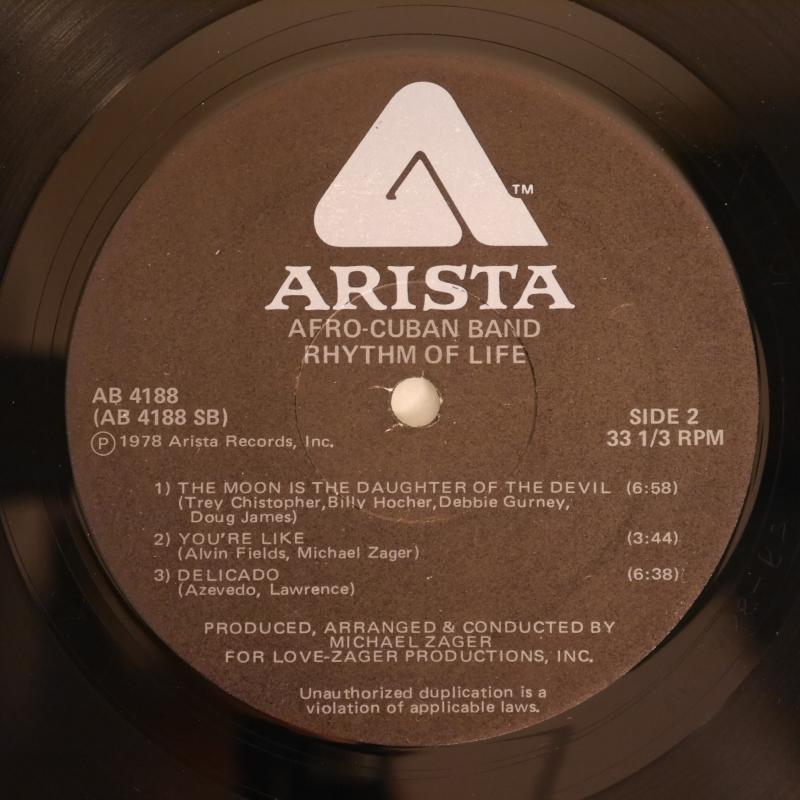 TM
ARISTA
AFRO-CUBAN BAND
RHYTHM OF LIFE
AB 4188
(AB 4188 SB)
Ⓟ 1978 Arista Records, Inc.
SIDE 2
33 1/3 RPM
1) THE MOON IS THE DAUGHTER OF THE DEVIL (6:58)
(Trey Chistopher, Billy Hocher, Debbie Gurney,
Doug James)
2) YOU'RE LIKE (3:44)
(Alvin Fields, Michael Zager)
3) DELICADO (6:38)
(Azevedo, Lawrence)
PRODUCED, ARRANGED & CONDUCTED BY
MICHAEL ZAGER
FOR LOVE-ZAGER PRODUCTIONS, INC.
Unauthorized duplication is a
violation of applicable laws.